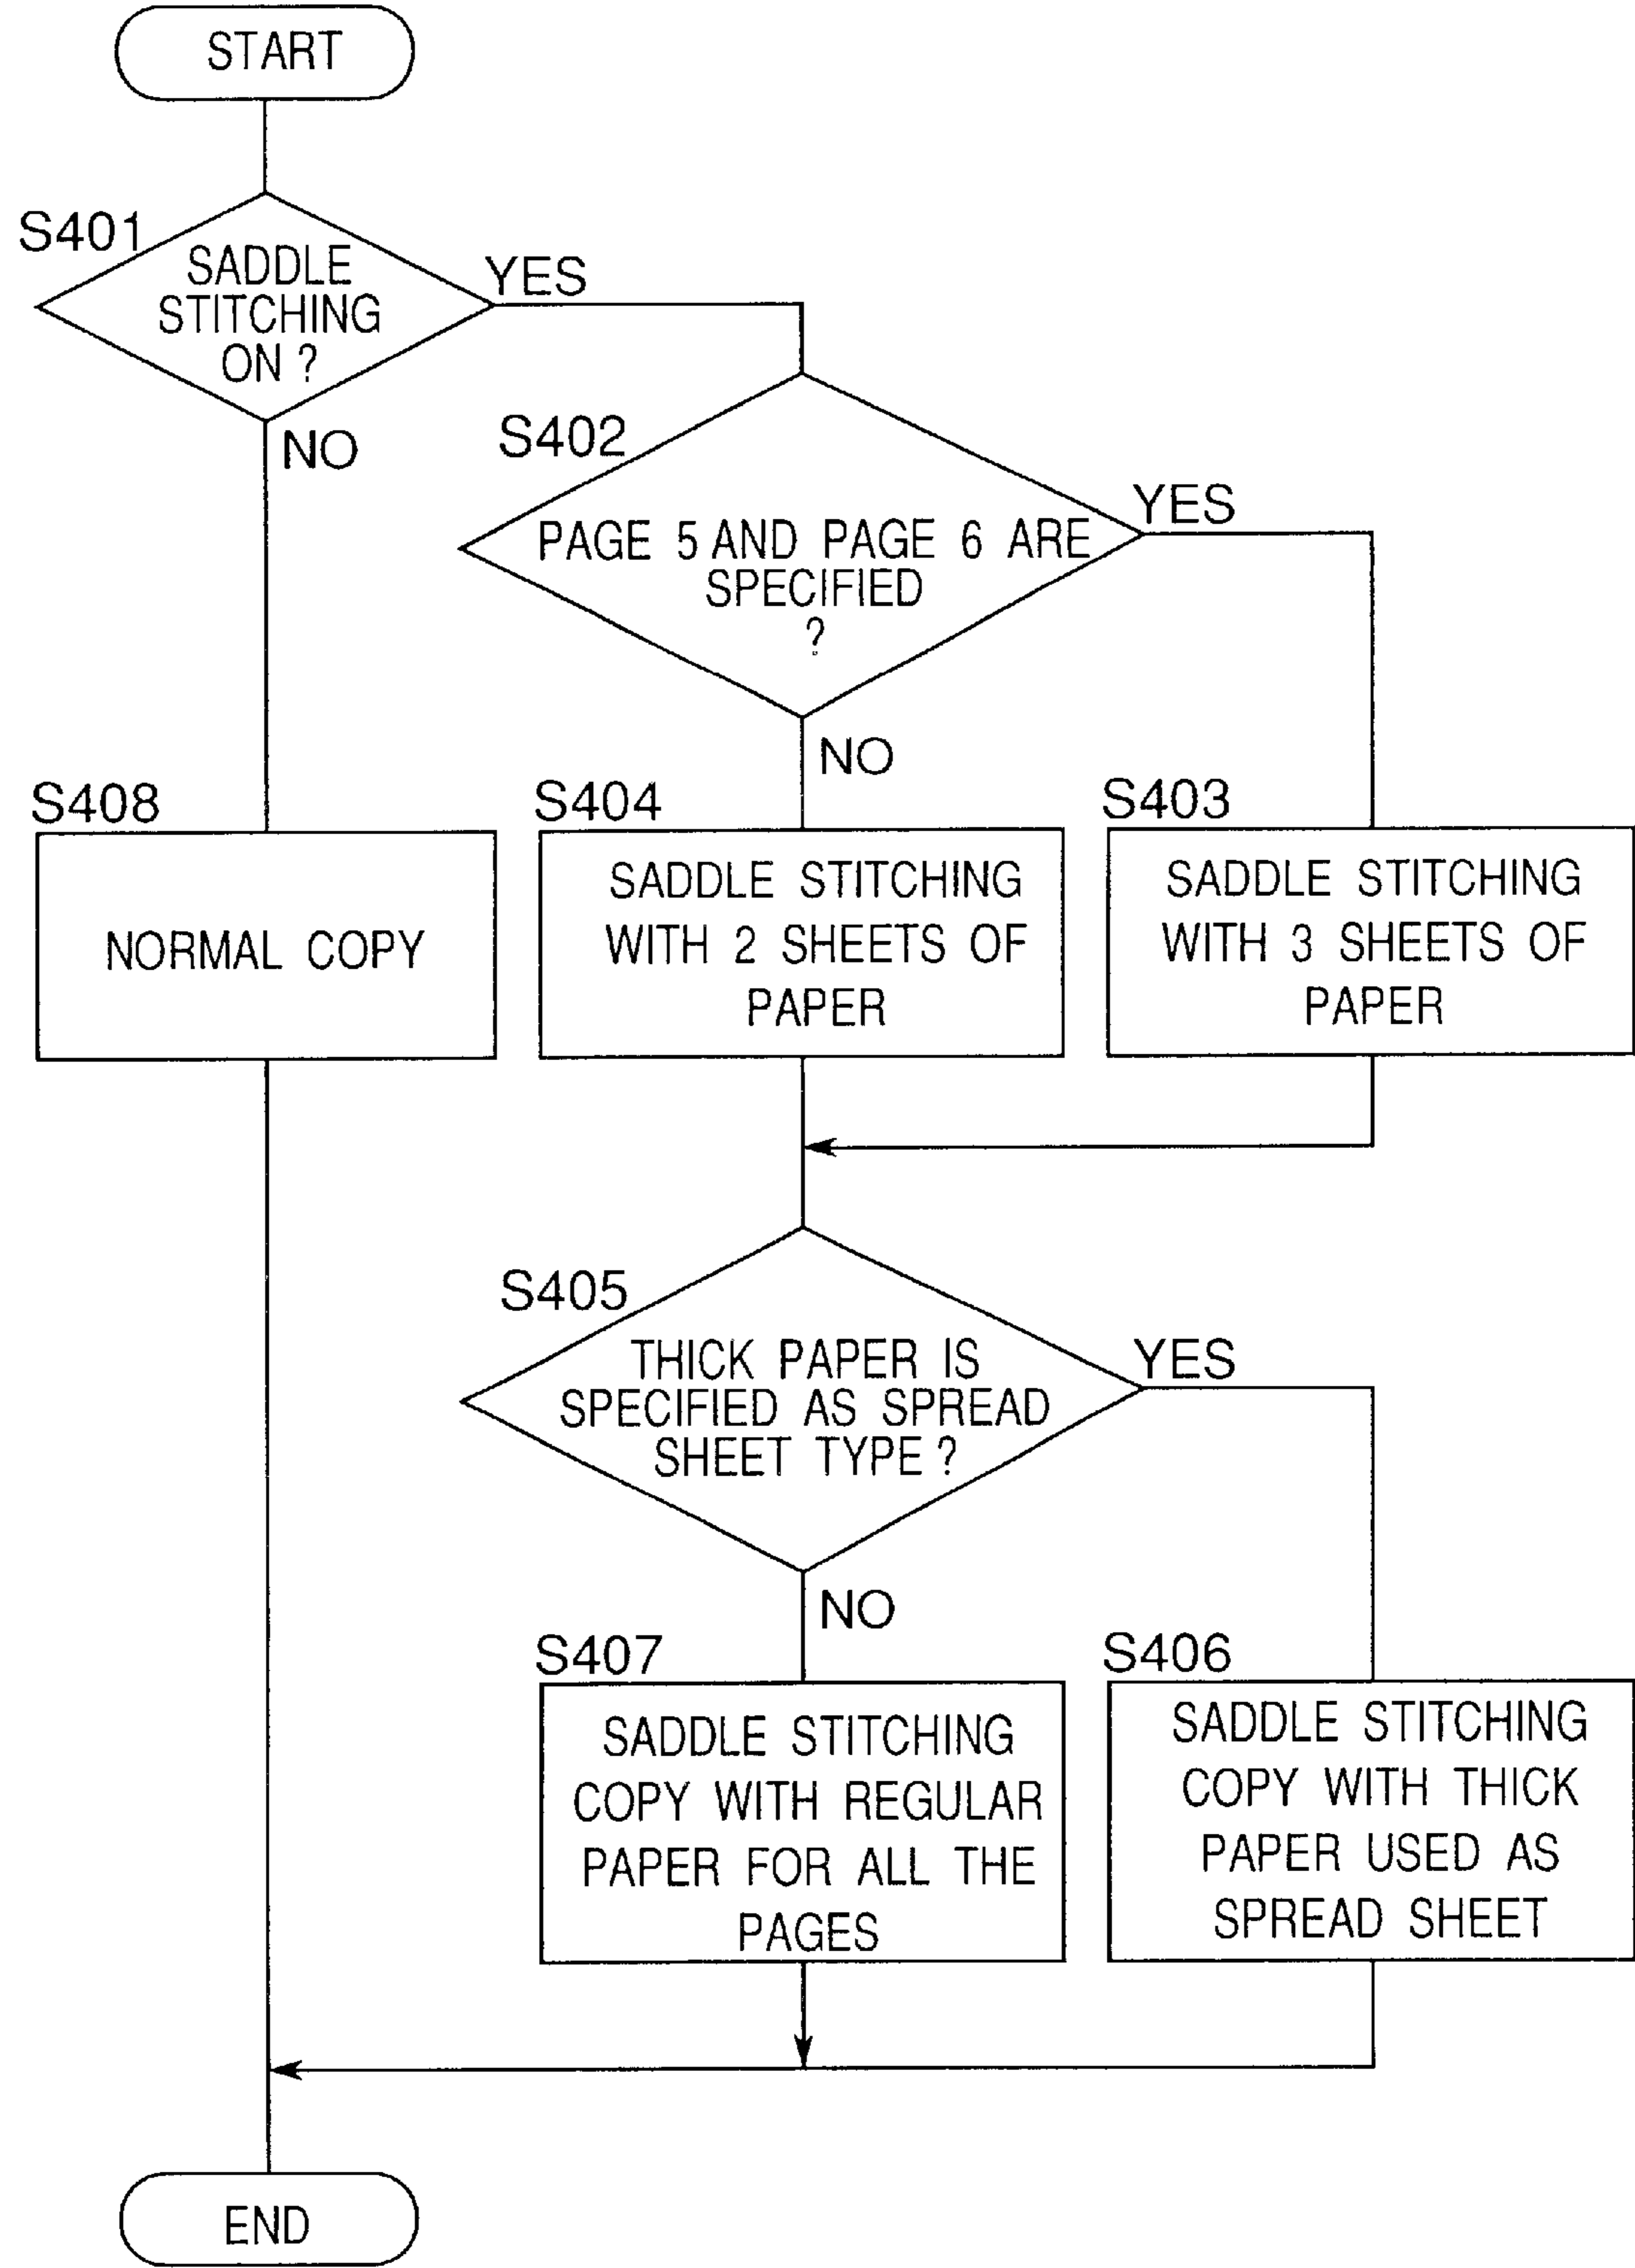 START
S401
SADDLE
STITCHING
ON ?
YES
NO
S402
PAGE 5 AND PAGE 6 ARE
SPECIFIED
?
YES
NO
S408
NORMAL COPY
S404
SADDLE STITCHING
WITH 2 SHEETS OF
PAPER
S403
SADDLE STITCHING
WITH 3 SHEETS OF
PAPER
S405
THICK PAPER IS
SPECIFIED AS SPREAD
SHEET TYPE ?
YES
NO
S407
SADDLE STITCHING
COPY WITH REGULAR
PAPER FOR ALL THE
PAGES
S406
SADDLE STITCHING
COPY WITH THICK
PAPER USED AS
SPREAD SHEET
END